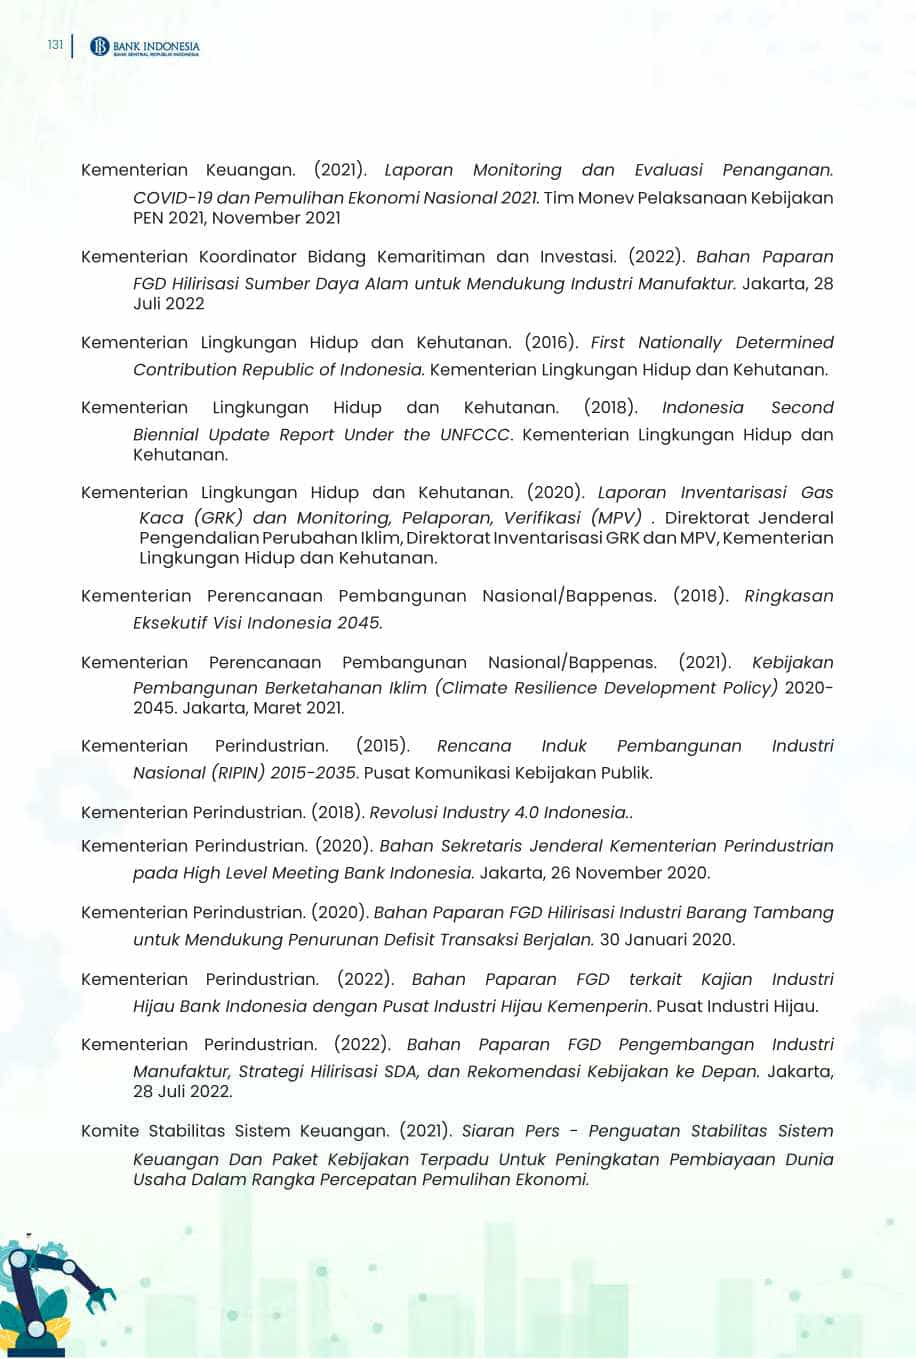 131
BANK INDONESIA
BANK SENTRAL REPUBLIK INDONESIA
Kementerian Keuangan. (2021). Laporan Monitoring dan Evaluasi Penanganan.
COVID-19 dan Pemulihan Ekonomi Nasional 2021. Tim Monev Pelaksanaan Kebijakan
PEN 2021, November 2021
Kementerian Koordinator Bidang Kemaritiman dan Investasi. (2022). Bahan Paparan
FGD Hilirisasi Sumber Daya Alam untuk Mendukung Industri Manufaktur. Jakarta, 28
Juli 2022
Kementerian Lingkungan Hidup dan Kehutanan. (2016). First Nationally Determined
Contribution Republic of Indonesia. Kementerian Lingkungan Hidup dan Kehutanan.
Kementerian Lingkungan Hidup dan Kehutanan. (2018). Indonesia Second
Biennial Update Report Under the UNFCCC. Kementerian Lingkungan Hidup dan
Kehutanan.
Kementerian Lingkungan Hidup dan Kehutanan. (2020). Laporan Inventarisasi Gas
Kaca (GRK) dan Monitoring, Pelaporan, Verifikasi (MPV) . Direktorat Jenderal
Pengendalian Perubahan Iklim, Direktorat Inventarisasi GRK dan MPV, Kementerian
Lingkungan Hidup dan Kehutanan.
Kementerian Perencanaan Pembangunan Nasional/Bappenas. (2018). Ringkasan
Eksekutif Visi Indonesia 2045.
Kementerian Perencanaan Pembangunan Nasional/Bappenas. (2021). Kebijakan
Pembangunan Berketahanan Iklim (Climate Resilience Development Policy) 2020-
2045. Jakarta, Maret 2021.
Kementerian Perindustrian. (2015). Rencana Induk Pembangunan Industri
Nasional (RIPIN) 2015-2035. Pusat Komunikasi Kebijakan Publik.
Kementerian Perindustrian. (2018). Revolusi Industry 4.0 Indonesia..
Kementerian Perindustrian. (2020). Bahan Sekretaris Jenderal Kementerian Perindustrian
pada High Level Meeting Bank Indonesia. Jakarta, 26 November 2020.
Kementerian Perindustrian. (2020). Bahan Paparan FGD Hilirisasi Industri Barang Tambang
untuk Mendukung Penurunan Defisit Transaksi Berjalan. 30 Januari 2020.
Kementerian Perindustrian. (2022). Bahan Paparan FGD terkait Kajian Industri
Hijau Bank Indonesia dengan Pusat Industri Hijau Kemenperin. Pusat Industri Hijau.
Kementerian Perindustrian. (2022). Bahan Paparan FGD Pengembangan Industri
Manufaktur, Strategi Hilirisasi SDA, dan Rekomendasi Kebijakan ke Depan. Jakarta,
28 Juli 2022.
Komite Stabilitas Sistem Keuangan. (2021). Siaran Pers - Penguatan Stabilitas Sistem
Keuangan Dan Paket Kebijakan Terpadu Untuk Peningkatan Pembiayaan Dunia
Usaha Dalam Rangka Percepatan Pemulihan Ekonomi.